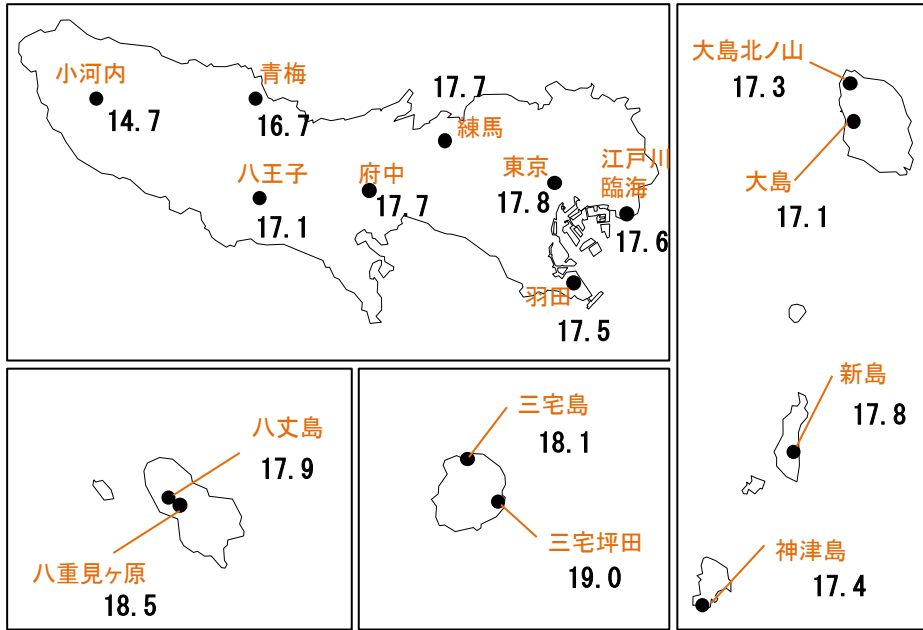 小河内
14.7
青梅
16.7
17.7
練馬
八王子
17.1
府中
17.7
東京
17.8
江戸川
臨海
17.6
羽田
17.5
大島北ノ山
17.3
大島
17.1
新島
17.8
神津島
17.4
八丈島
17.9
八重見ヶ原
18.5
三宅島
18.1
三宅坪田
19.0